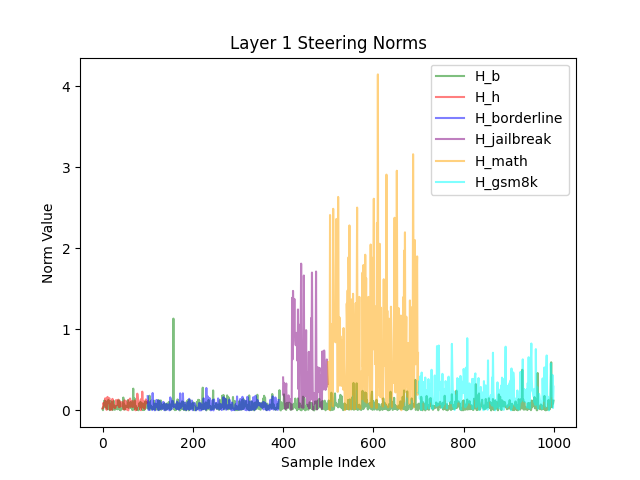 Layer 1 Steering Norms
H_b
H_h
H_borderline
H_jailbreak
H_math
H_gsm8k
4
3
2
1
0
Norm Value
0
200
400
600
800
1000
Sample Index